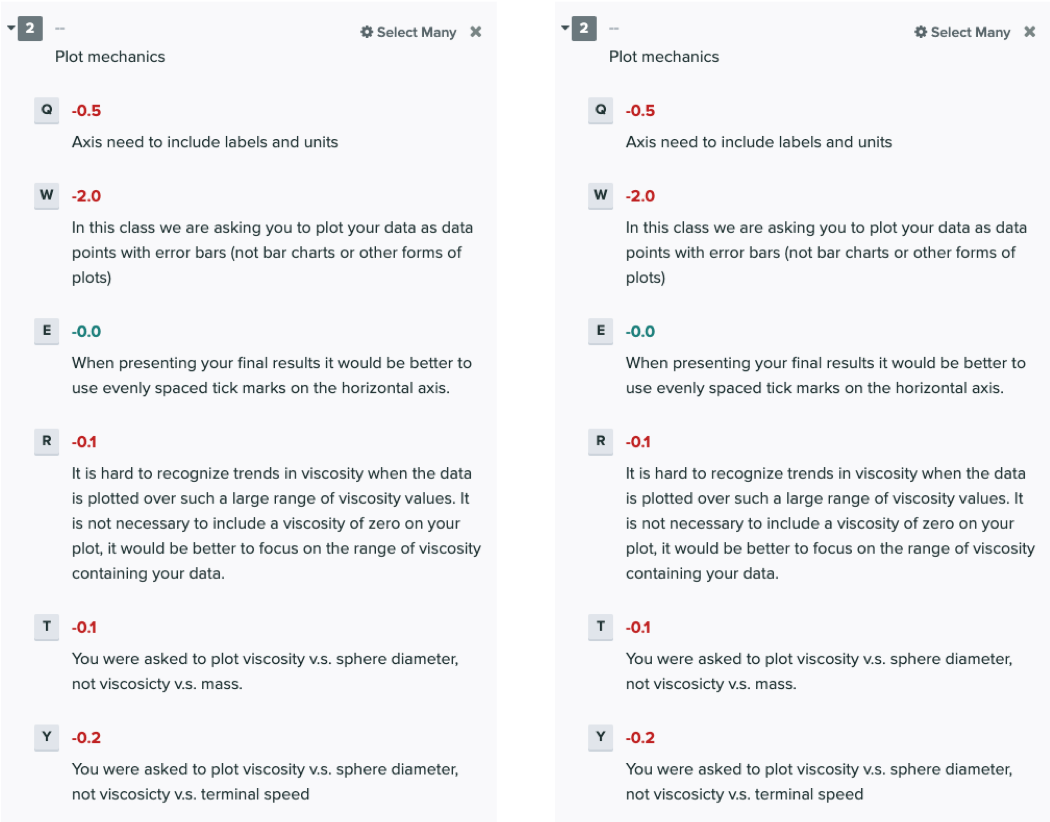 2 --
Select Many ×
Plot mechanics
Q -0.5
Axis need to include labels and units
W -2.0
In this class we are asking you to plot your data as data
points with error bars (not bar charts or other forms of
plots)
E -0.0
When presenting your final results it would be better to
use evenly spaced tick marks on the horizontal axis.
R -0.1
It is hard to recognize trends in viscosity when the data
is plotted over such a large range of viscosity values. It
is not necessary to include a viscosity of zero on your
plot, it would be better to focus on the range of viscosity
containing your data.
T -0.1
You were asked to plot viscosity v.s. sphere diameter,
not viscosicty v.s. mass.
Y -0.2
You were asked to plot viscosity v.s. sphere diameter,
not viscosicty v.s. terminal speed
2 --
Select Many ×
Plot mechanics
Q -0.5
Axis need to include labels and units
W -2.0
In this class we are asking you to plot your data as data
points with error bars (not bar charts or other forms of
plots)
E -0.0
When presenting your final results it would be better to
use evenly spaced tick marks on the horizontal axis.
R -0.1
It is hard to recognize trends in viscosity when the data
is plotted over such a large range of viscosity values. It
is not necessary to include a viscosity of zero on your
plot, it would be better to focus on the range of viscosity
containing your data.
T -0.1
You were asked to plot viscosity v.s. sphere diameter,
not viscosicty v.s. mass.
Y -0.2
You were asked to plot viscosity v.s. sphere diameter,
not viscosicty v.s. terminal speed